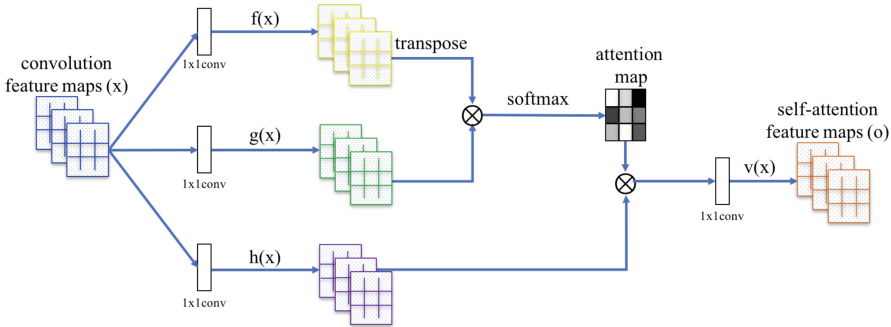 convolution
feature maps (x)
1x1conv
f(x)
transpose
1x1conv
g(x)
1x1conv
h(x)
softmax
attention
map
1x1conv
v(x)
self-attention
feature maps (o)